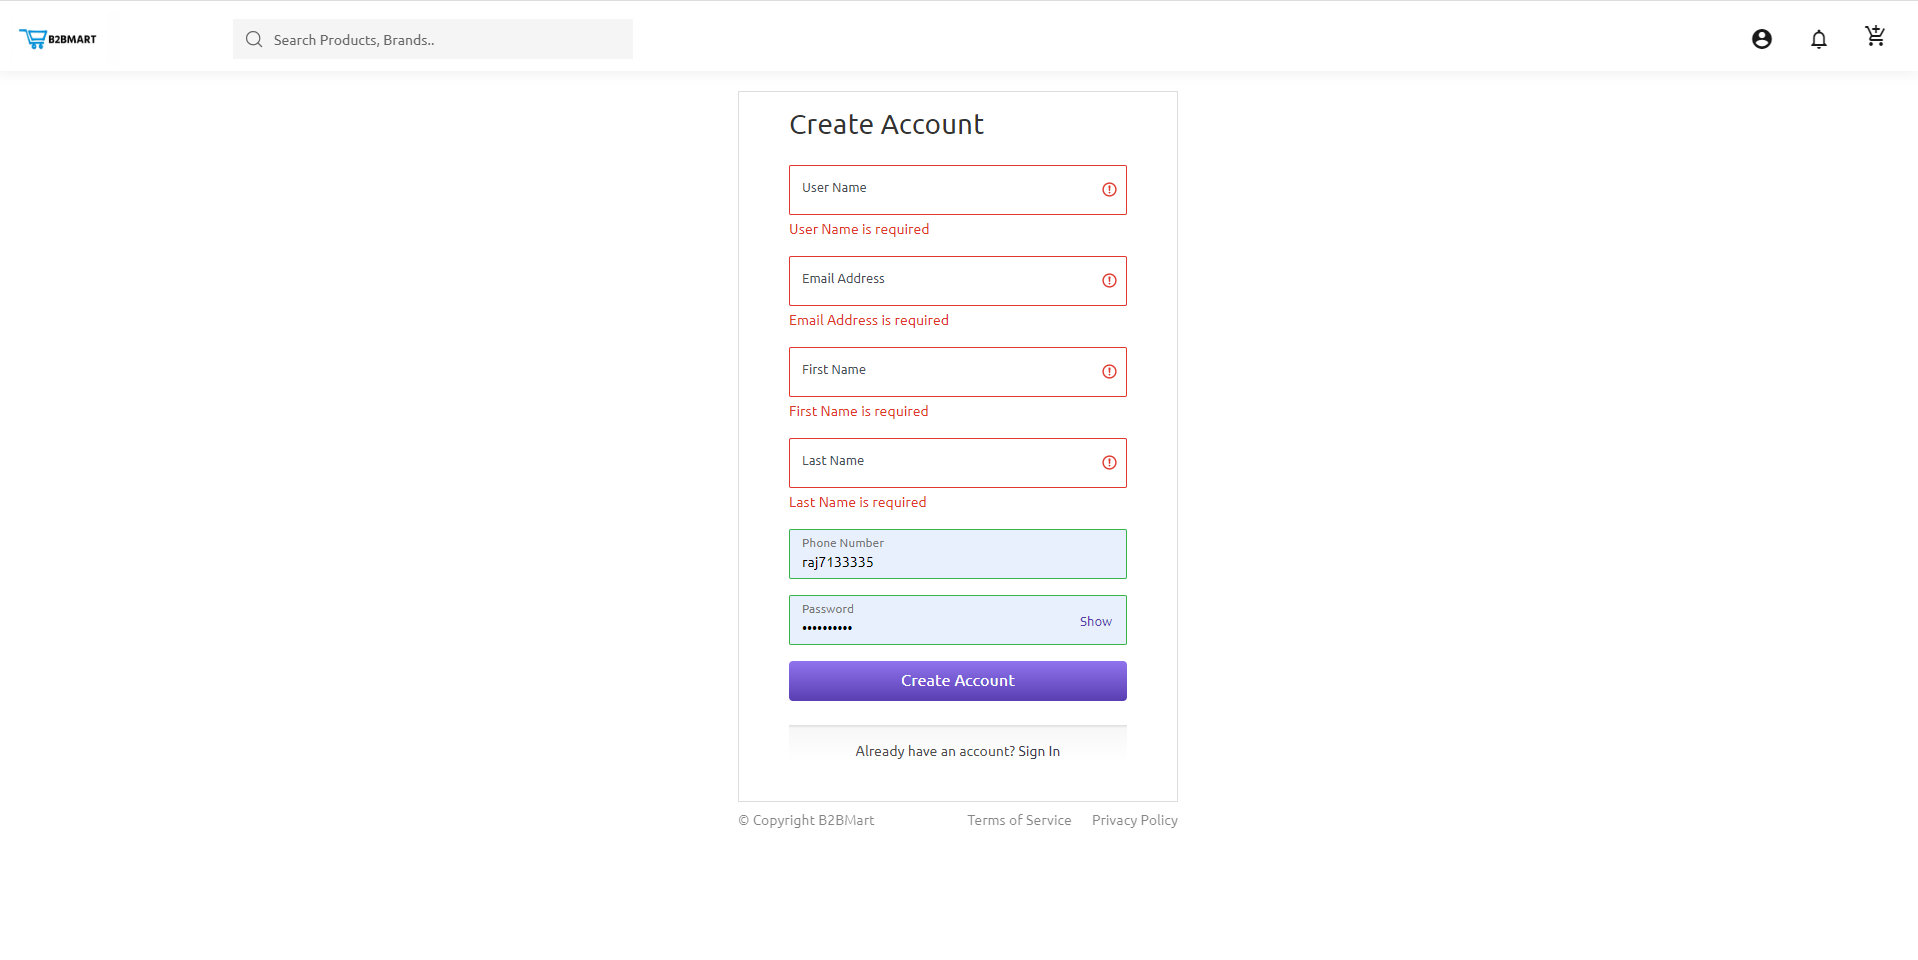 B2BMART
Search Products, Brands..
Create Account
User Name
User Name is required
Email Address
Email Address is required
First Name
First Name is required
Last Name
Last Name is required
Phone Number
raj7133335
Password
••••••••••
Show
Create Account
Already have an account? Sign In
© Copyright B2BMart Terms of Service Privacy Policy